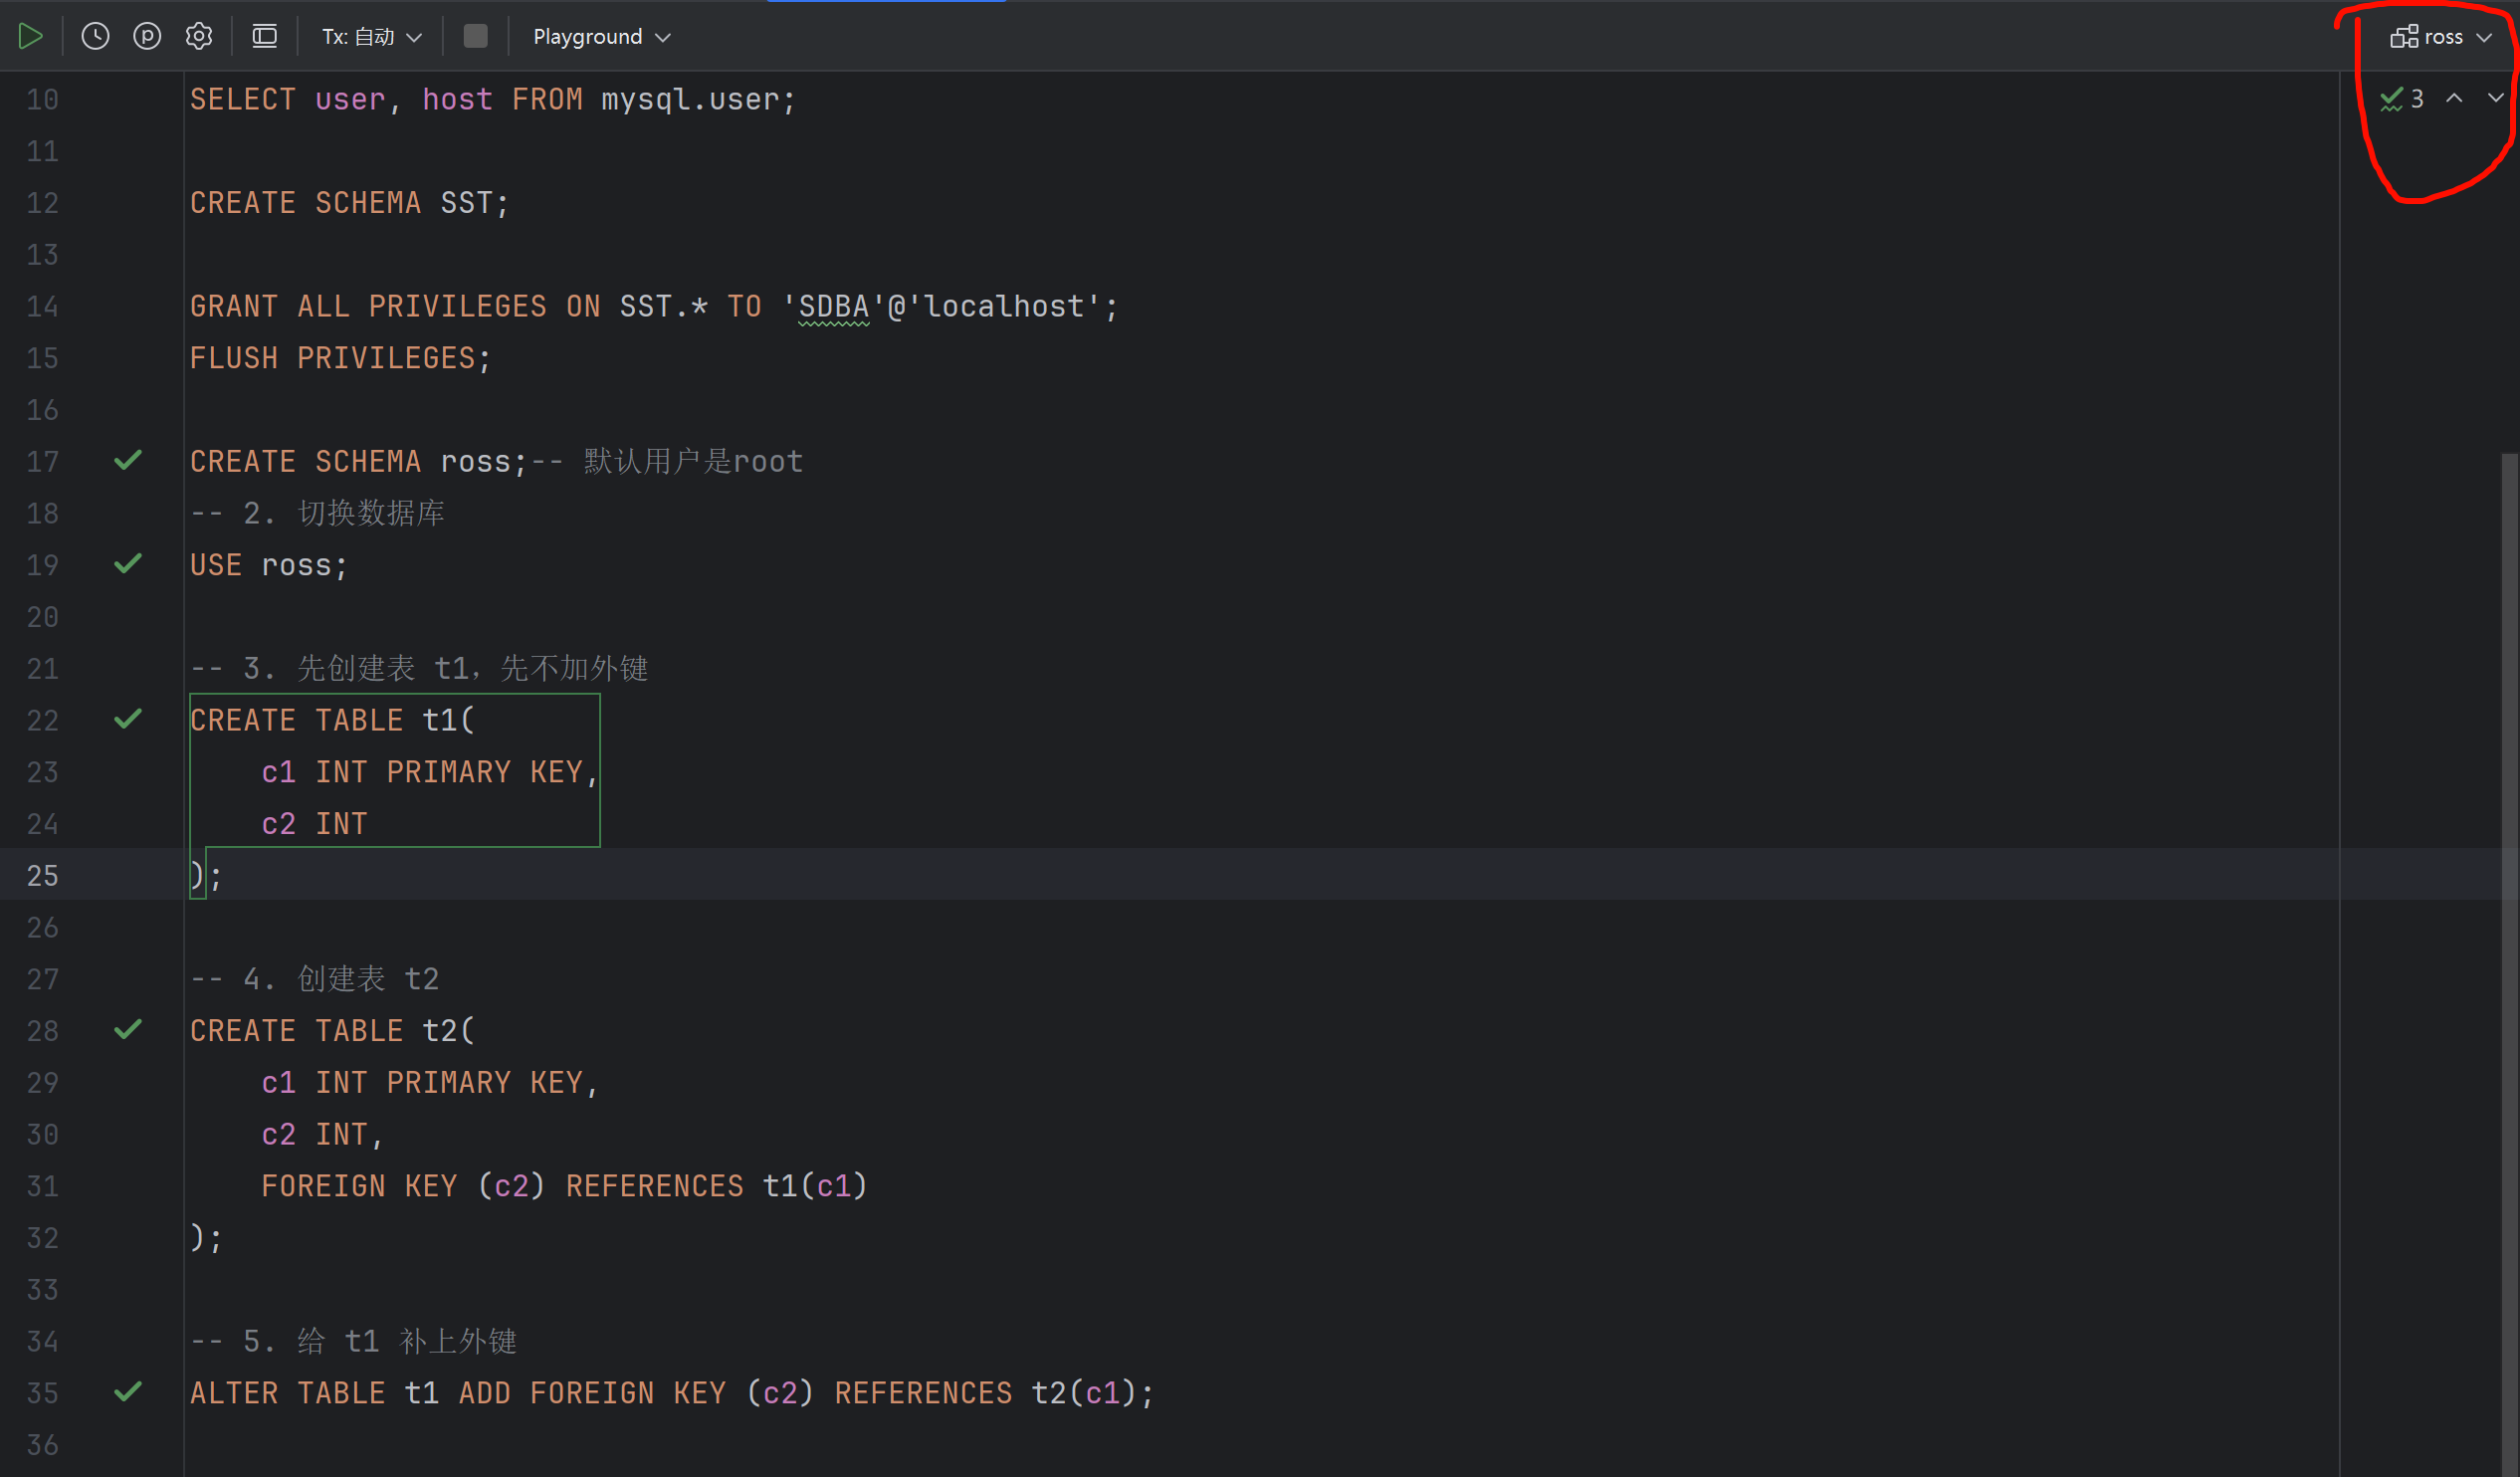 Tx: 自动 Playground ross
3
10 SELECT user, host FROM mysql.user;
11
12 CREATE SCHEMA SST;
13
14 GRANT ALL PRIVILEGES ON SST.* TO 'SDBA'@'localhost';
15 FLUSH PRIVILEGES;
16
17 CREATE SCHEMA ross;-- 默认用户是root
18 -- 2. 切换数据库
19 USE ross;
20
21 -- 3. 先创建表 t1，先不加外键
22 CREATE TABLE t1(
23     c1 INT PRIMARY KEY,
24     c2 INT
25 );
26
27 -- 4. 创建表 t2
28 CREATE TABLE t2(
29     c1 INT PRIMARY KEY,
30     c2 INT,
31     FOREIGN KEY (c2) REFERENCES t1(c1)
32 );
33
34 -- 5. 给 t1 补上外键
35 ALTER TABLE t1 ADD FOREIGN KEY (c2) REFERENCES t2(c1);
36